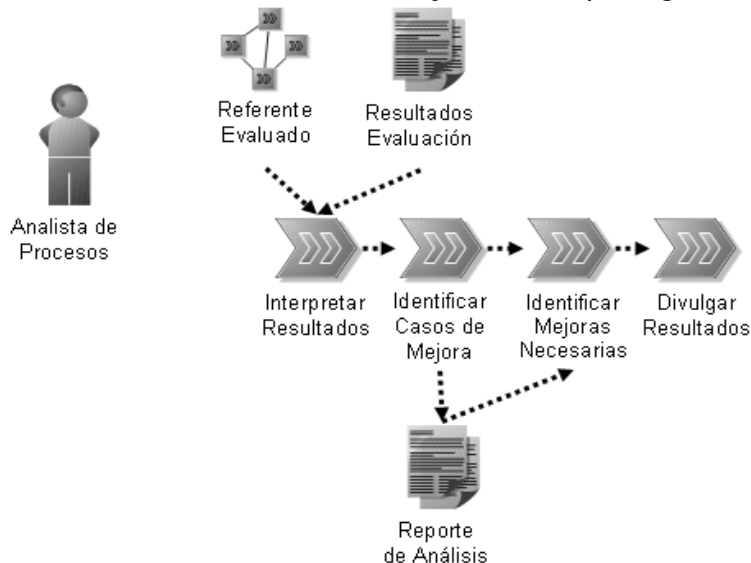 Referente
Evaluado
Resultados
Evaluación
Analista de
Procesos
Interpretar
Resultados
Identificar
Casos de
Mejora
Identificar
Mejoras
Necesarias
Divulgar
Resultados
Reporte
de Análisis